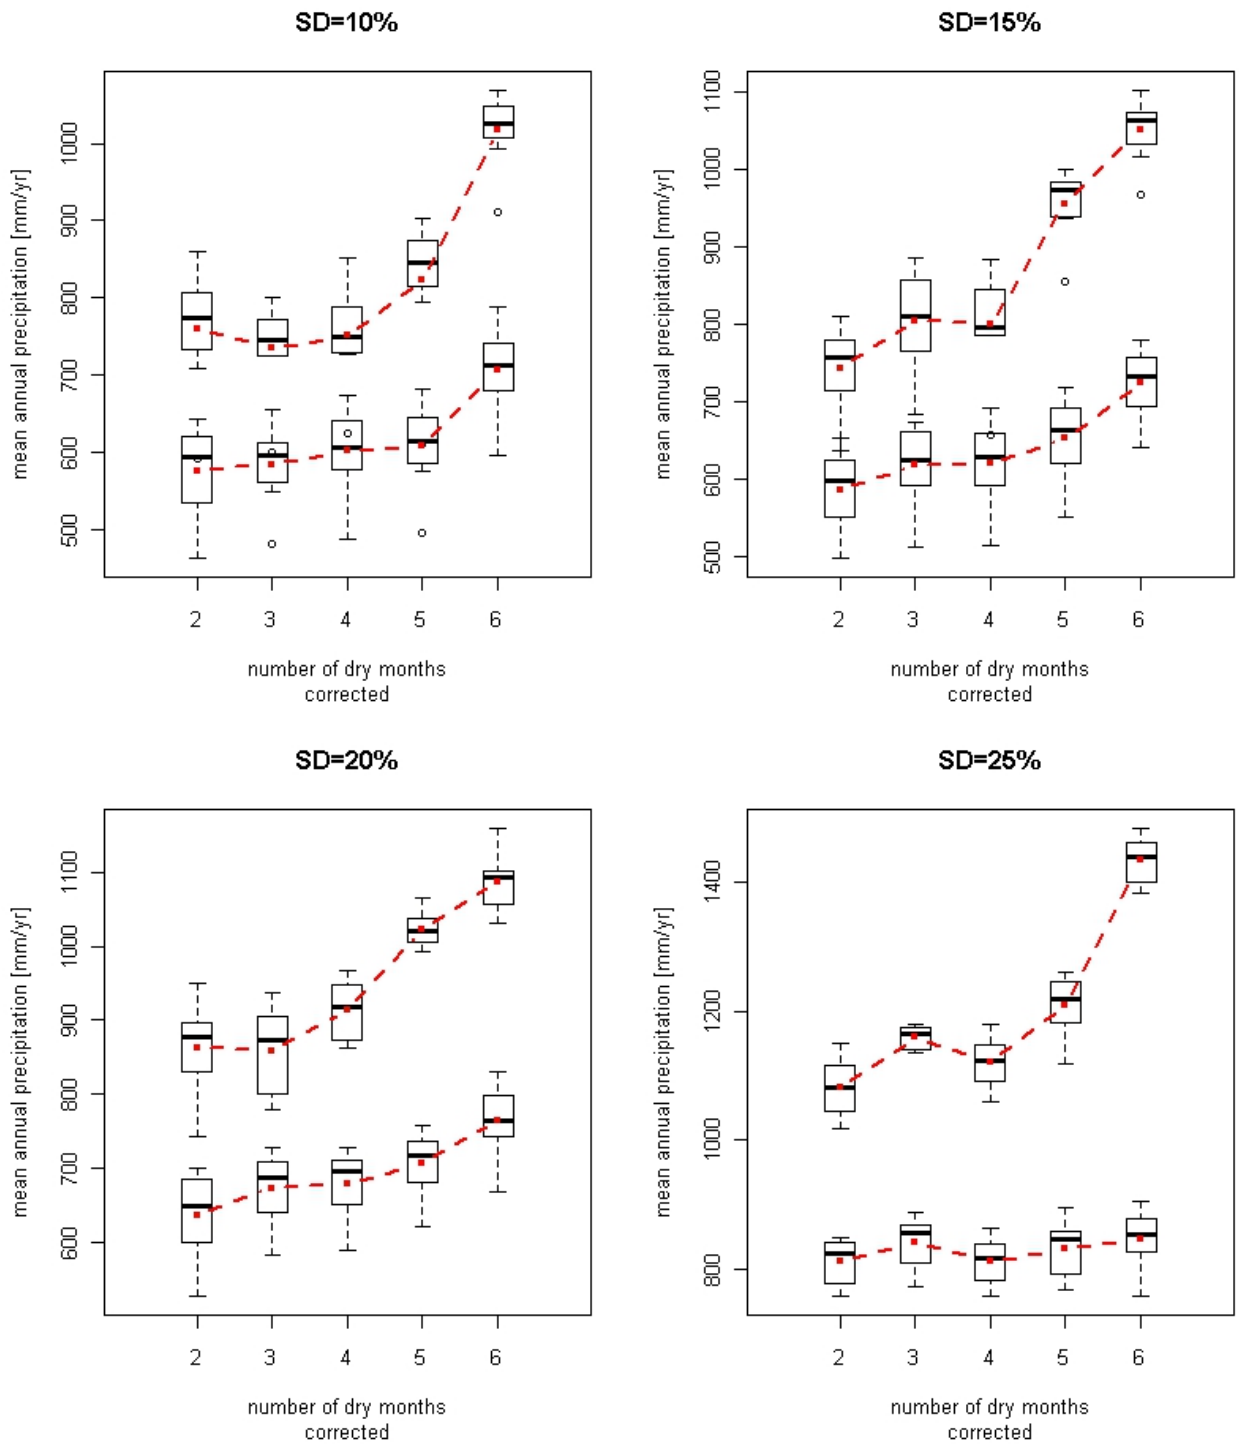 SD=10%
mean annual precipitation [mm/yr]
500 600 700 800 900 1000
2 3 4 5 6
number of dry months
corrected
SD=15%
mean annual precipitation [mm/yr]
500 600 700 800 900 1000 1100
2 3 4 5 6
number of dry months
corrected
SD=20%
mean annual precipitation [mm/yr]
600 700 800 900 1000 1100
2 3 4 5 6
number of dry months
corrected
SD=25%
mean annual precipitation [mm/yr]
800 1000 1200 1400
2 3 4 5 6
number of dry months
corrected